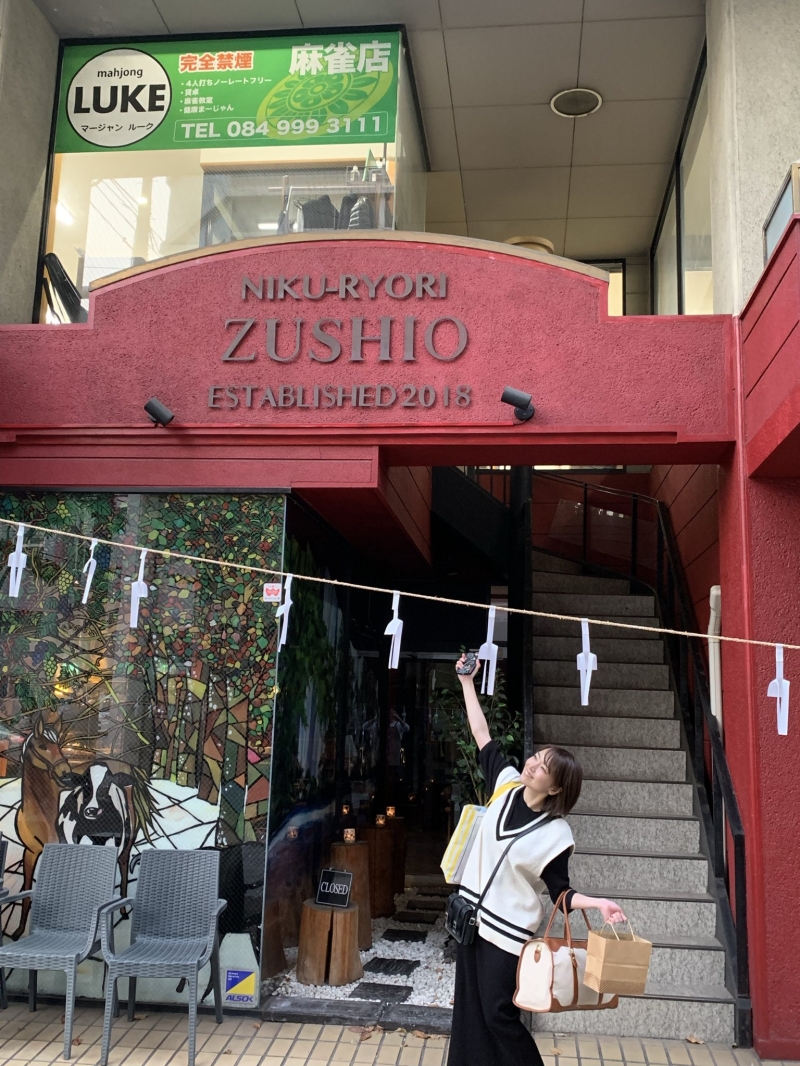 mahjong
LUKE
マージャン ルーク
完全禁煙
麻雀店
・4人打ちノーレートフリー
・貸卓
・麻雀教室
・健康まーじゃん
TEL 084 999 3111
NIKU-RYORI
ZUSHIO
ESTABLISHED 2018
CLOSED
ALSOK